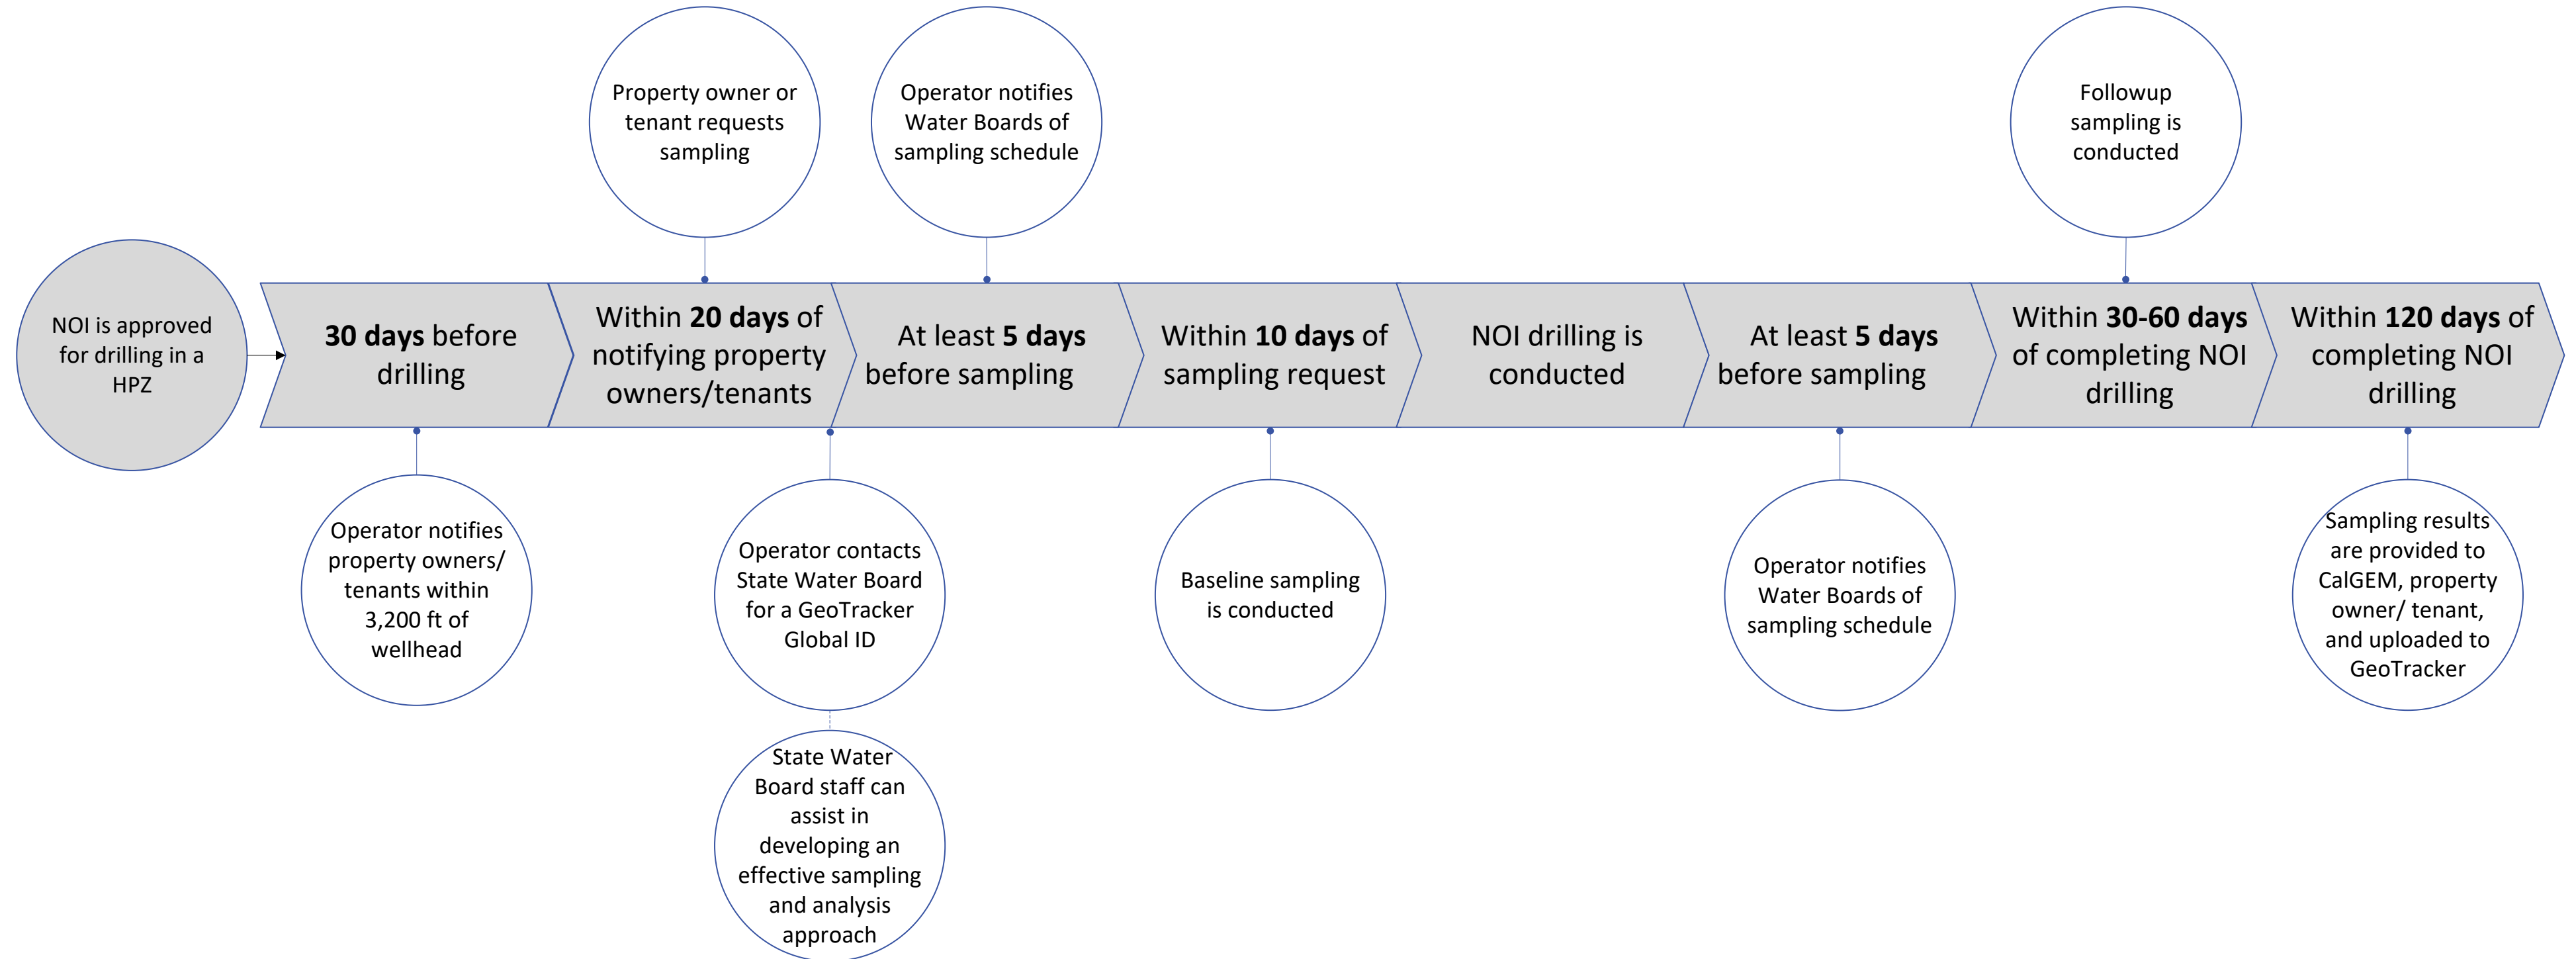 Property owner or
tenant requests
sampling
Operator notifies
Water Boards of
sampling schedule
Followup
sampling is
conducted
NOI is approved
for drilling in a
HPZ
30 days before
drilling
Within 20 days of
notifying property
owners/tenants
At least 5 days
before sampling
Within 10 days of
sampling request
NOI drilling is
conducted
At least 5 days
before sampling
Within 30-60 days
of completing NOI
drilling
Within 120 days of
completing NOI
drilling
Operator notifies
property owners/
tenants within
3,200 ft of
wellhead
Operator contacts
State Water Board
for a GeoTracker
Global ID
Baseline sampling
is conducted
Operator notifies
Water Boards of
sampling schedule
Sampling results
are provided to
CalGEM, property
owner/ tenant,
and uploaded to
GeoTracker
State Water
Board staff can
assist in
developing an
effective sampling
and analysis
approach